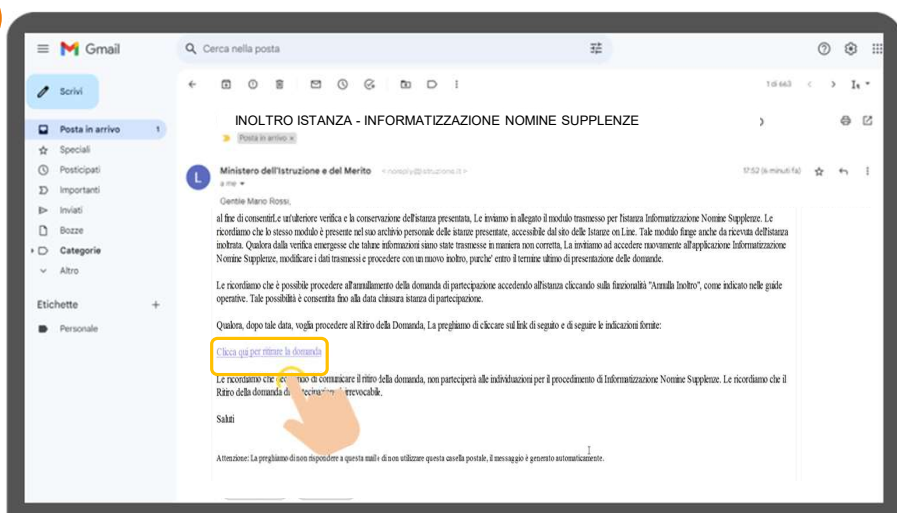 Gmail
Cerca nella posta
Scrivi
1 di 663
Posta in arrivo 1
Speciali
Posticipati
Importanti
Inviati
Bozze
Categorie
Altro
Etichette +
Personale
INOLTRO ISTANZA - INFORMATIZZAZIONE NOMINE SUPPLENZE
Posta in arrivo ×
L
Ministero dell'Istruzione e del Merito <noreply@istruzione.it>
17:52 (6 minuti fa)
a me
Gentile Mario Rossi,
al fine di consentirLe un'ulteriore verifica e la conservazione dell'istanza presentata, Le inviamo in allegato il modulo trasmesso per l'istanza Informatizzazione Nomine Supplenze. Le
ricordiamo che lo stesso modulo è presente nel suo archivio personale delle istanze presentate, accessibile dal sito delle Istanze on Line. Tale modulo funge anche da ricevuta dell'istanza
inoltrata. Qualora dalla verifica emergesse che talune informazioni siano state trasmesse in maniera non corretta, La invitiamo ad accedere nuovamente all'applicazione Informatizzazione
Nomine Supplenze, modificare i dati trasmessi e procedere con un nuovo inoltro, purche' entro il termine ultimo di presentazione delle domande.
Le ricordiamo che è possibile procedere all'annullamento della domanda di partecipazione accedendo all'istanza cliccando sulla funzionalità "Annulla Inoltro", come indicato nelle guide
operative. Tale possibilità è consentita fino alla data chiusura istanza di partecipazione.
Qualora, dopo tale data, voglia procedere al Ritiro della Domanda, La preghiamo di cliccare sul link di seguito e di seguire le indicazioni fornite:
Clicca qui per ritirare la domanda
Le ricordiamo che di comunicare il ritiro della domanda, non parteciperà alle individuazioni per il procedimento di Informatizzazione Nomine Supplenze. Le ricordiamo che il
Ritiro della domanda di irrevocabile.
Saluti
Attenzione: La preghiamo di non rispondere a questa mail e di non utilizzare questa casella postale, il messaggio è generato automaticamente.